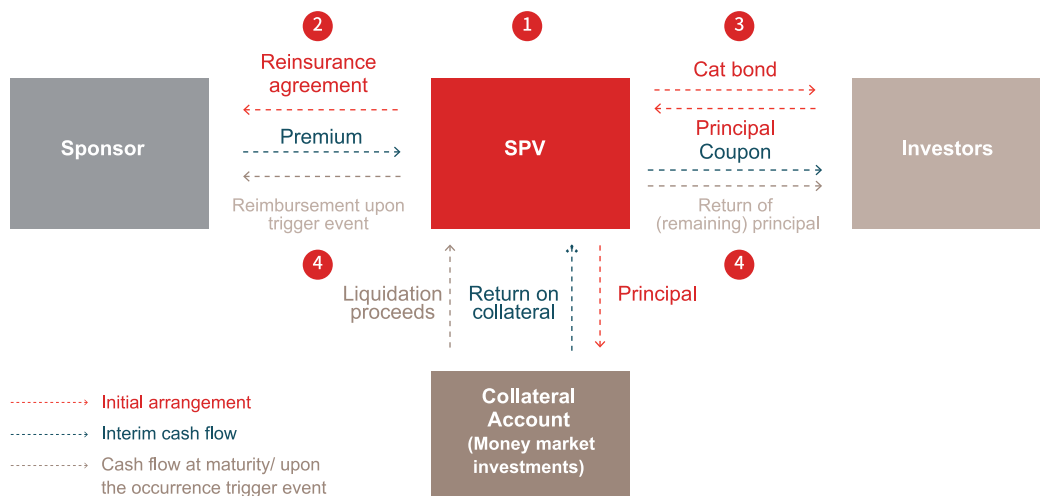 2
1
3
Reinsurance
agreement
Cat bond
Sponsor
Premium
SPV
Principal
Coupon
Investors
Reimbursement upon
trigger event
Return of
(remaining) principal
4
4
Liquidation
proceeds
Return on
collateral
Principal
Collateral
Account
(Money market
investments)
Initial arrangement
Interim cash flow
Cash flow at maturity/ upon
the occurrence trigger event